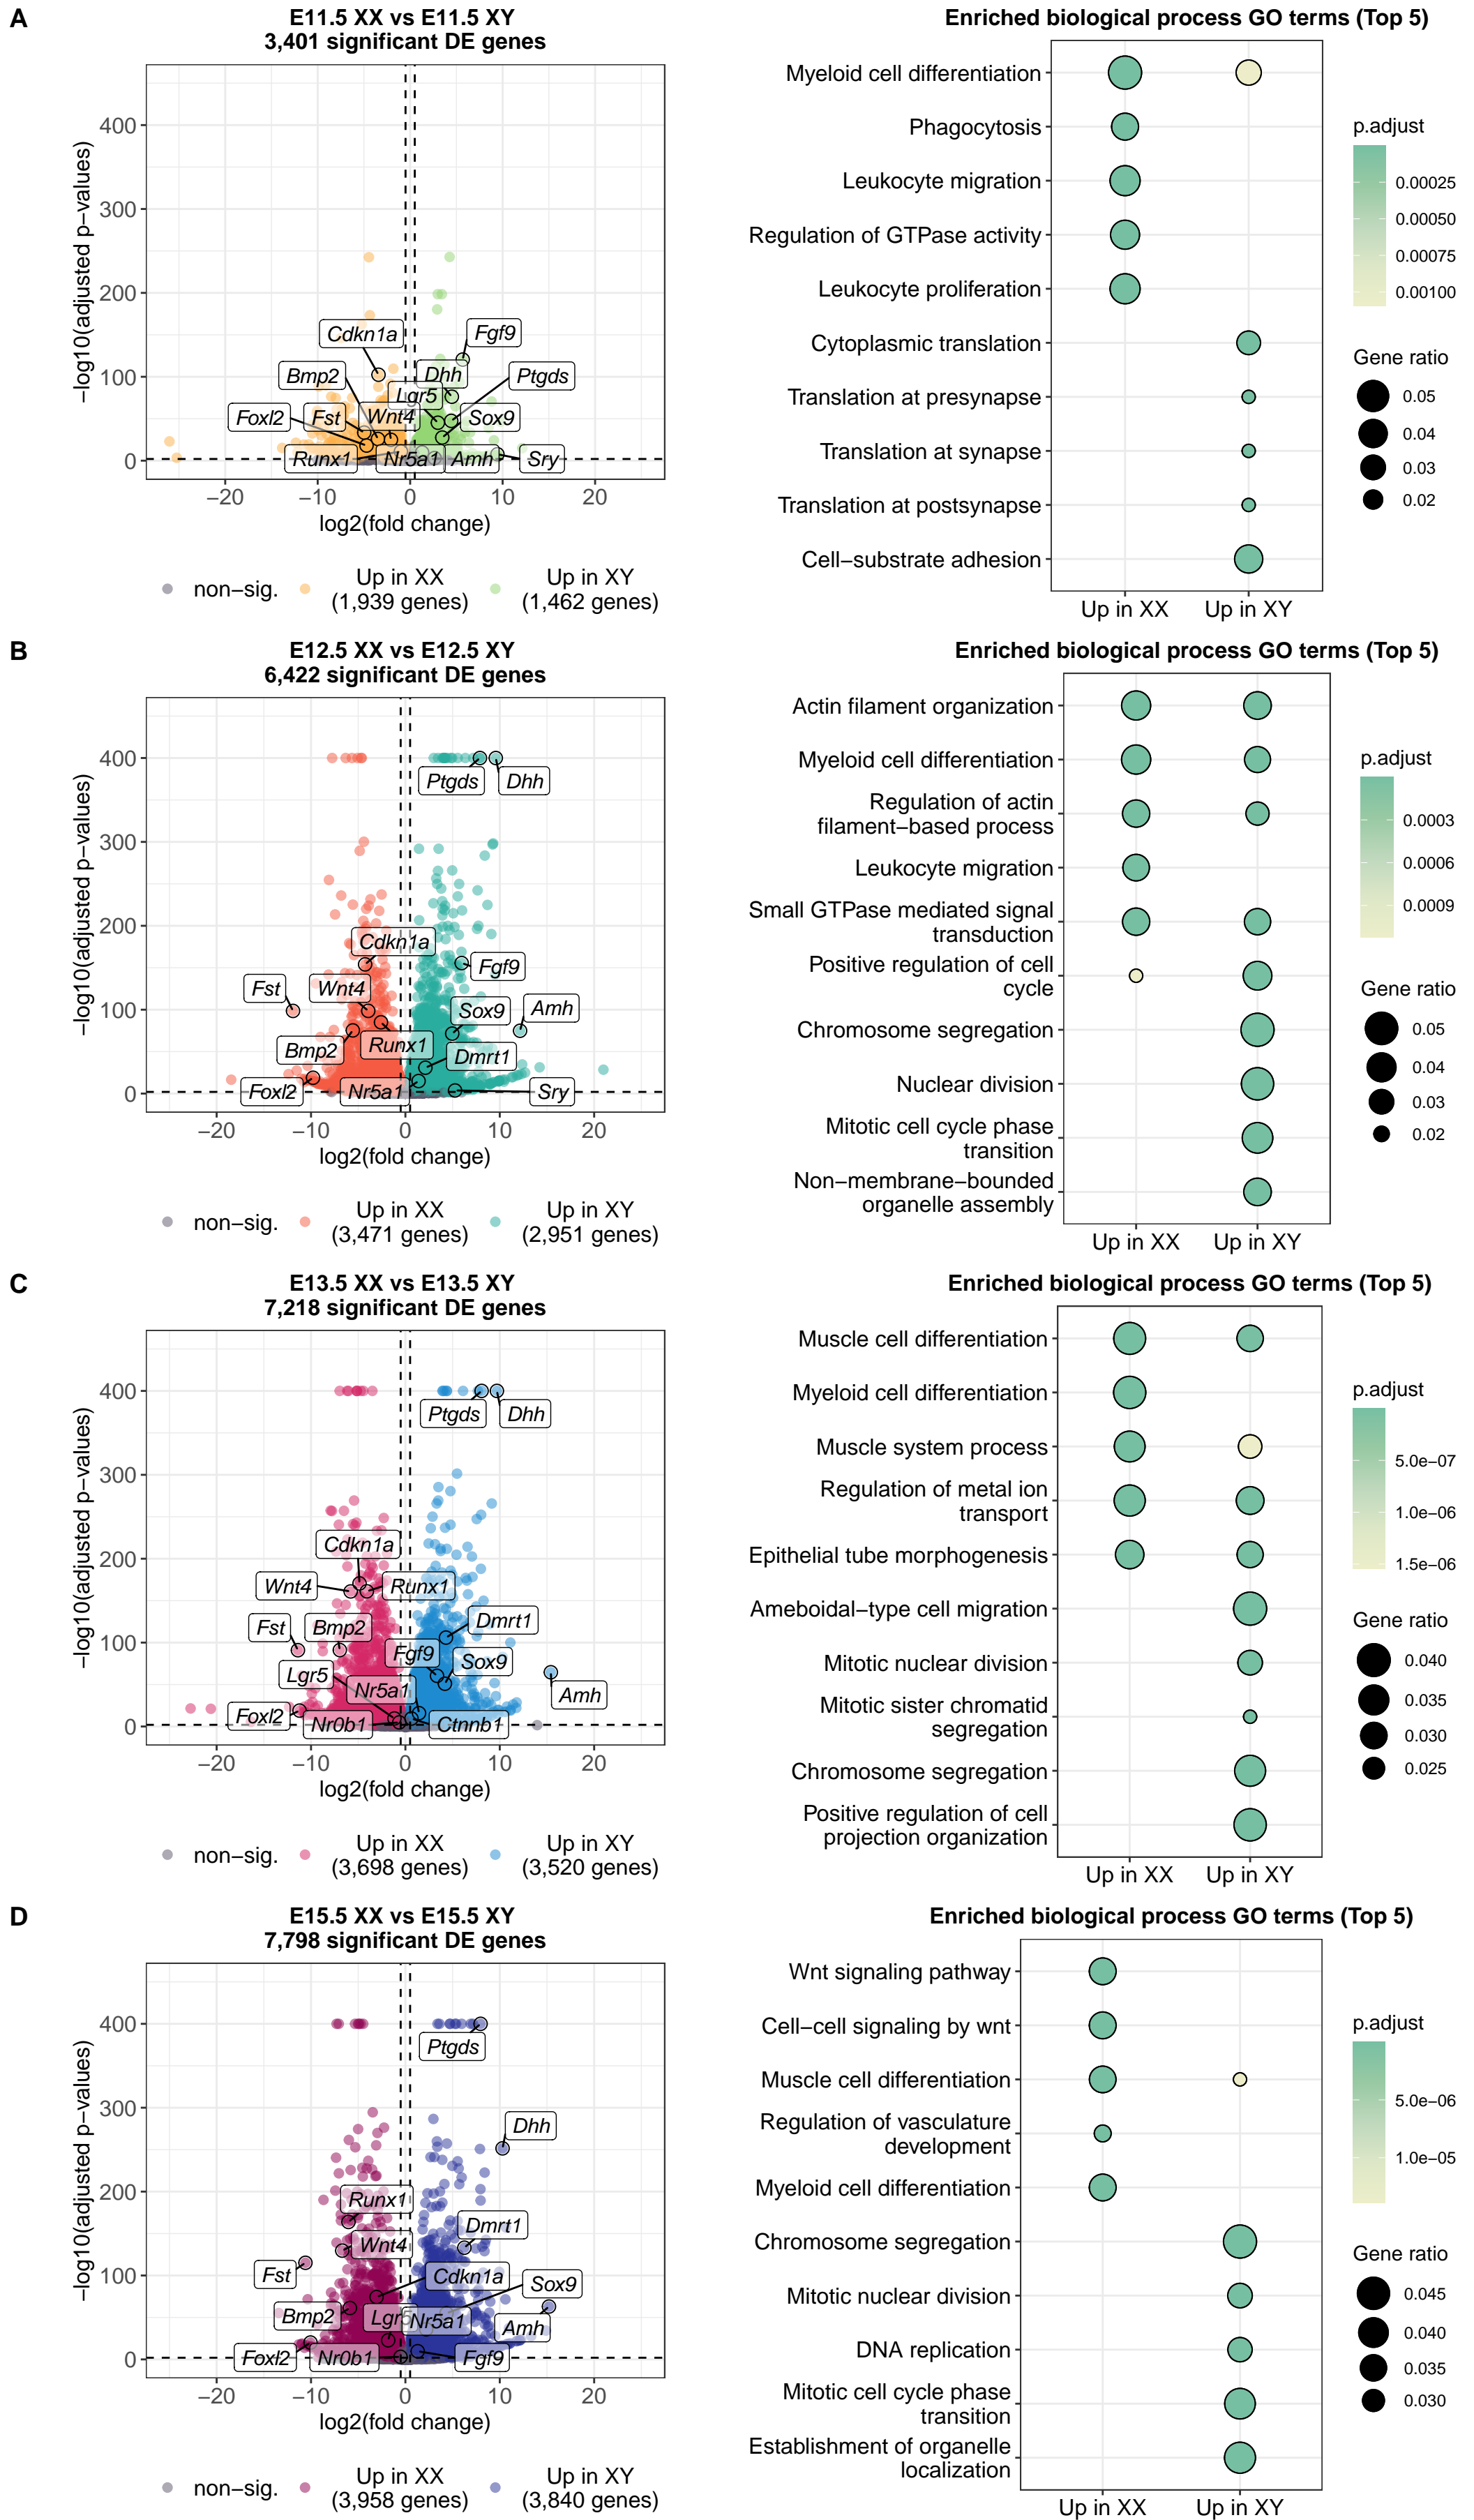 A
E11.5 XX vs E11.5 XY
3,401 significant DE genes
−log10(adjusted p−values)
400
300
200
100
0
Cdkn1a
Fgf9
Bmp2
Dhh
Ptgds
Lgr5
Foxl2
Fst
Wnt4
Sox9
Runx1
Nr5a1
Amh
Sry
−20
−10
0
10
20
log2(fold change)
non−sig.
Up in XX
(1,939 genes)
Up in XY
(1,462 genes)
Enriched biological process GO terms (Top 5)
Myeloid cell differentiation
Phagocytosis
Leukocyte migration
Regulation of GTPase activity
Leukocyte proliferation
Cytoplasmic translation
Translation at presynapse
Translation at synapse
Translation at postsynapse
Cell−substrate adhesion
Up in XX
Up in XY
p.adjust
0.00025
0.00050
0.00075
0.00100
Gene ratio
0.05
0.04
0.03
0.02
B
E12.5 XX vs E12.5 XY
6,422 significant DE genes
−log10(adjusted p−values)
400
300
200
100
0
Ptgds
Dhh
Cdkn1a
Fgf9
Fst
Wnt4
Sox9
Amh
Bmp2
Runx1
Dmrt1
Foxl2
Nr5a1
Sry
−20
−10
0
10
20
log2(fold change)
non−sig.
Up in XX
(3,471 genes)
Up in XY
(2,951 genes)
Enriched biological process GO terms (Top 5)
Actin filament organization
Myeloid cell differentiation
Regulation of actin
filament−based process
Leukocyte migration
Small GTPase mediated signal
transduction
Positive regulation of cell
cycle
Chromosome segregation
Nuclear division
Mitotic cell cycle phase
transition
Non−membrane−bounded
organelle assembly
Up in XX
Up in XY
p.adjust
0.0003
0.0006
0.0009
Gene ratio
0.05
0.04
0.03
0.02
C
E13.5 XX vs E13.5 XY
7,218 significant DE genes
−log10(adjusted p−values)
400
300
200
100
0
Ptgds
Dhh
Cdkn1a
Wnt4
Runx1
Fst
Bmp2
Dmrt1
Fgf9
Sox9
Lgr5
Nr5a1
Amh
Foxl2
Nr0b1
Ctnnb1
−20
−10
0
10
20
log2(fold change)
non−sig.
Up in XX
(3,698 genes)
Up in XY
(3,520 genes)
Enriched biological process GO terms (Top 5)
Muscle cell differentiation
Myeloid cell differentiation
Muscle system process
Regulation of metal ion
transport
Epithelial tube morphogenesis
Ameboidal−type cell migration
Mitotic nuclear division
Mitotic sister chromatid
segregation
Chromosome segregation
Positive regulation of cell
projection organization
Up in XX
Up in XY
p.adjust
5.0e−07
1.0e−06
1.5e−06
Gene ratio
0.040
0.035
0.030
0.025
D
E15.5 XX vs E15.5 XY
7,798 significant DE genes
−log10(adjusted p−values)
400
300
200
100
0
Ptgds
Dhh
Runx1
Dmrt1
Wnt4
Fst
Cdkn1a
Sox9
Bmp2
Lgr5
Nr5a1
Amh
Foxl2
Nr0b1
Fgf9
−20
−10
0
10
20
log2(fold change)
non−sig.
Up in XX
(3,958 genes)
Up in XY
(3,840 genes)
Enriched biological process GO terms (Top 5)
Wnt signaling pathway
Cell−cell signaling by wnt
Muscle cell differentiation
Regulation of vasculature
development
Myeloid cell differentiation
Chromosome segregation
Mitotic nuclear division
DNA replication
Mitotic cell cycle phase
transition
Establishment of organelle
localization
Up in XX
Up in XY
p.adjust
5.0e−06
1.0e−05
Gene ratio
0.045
0.040
0.035
0.030